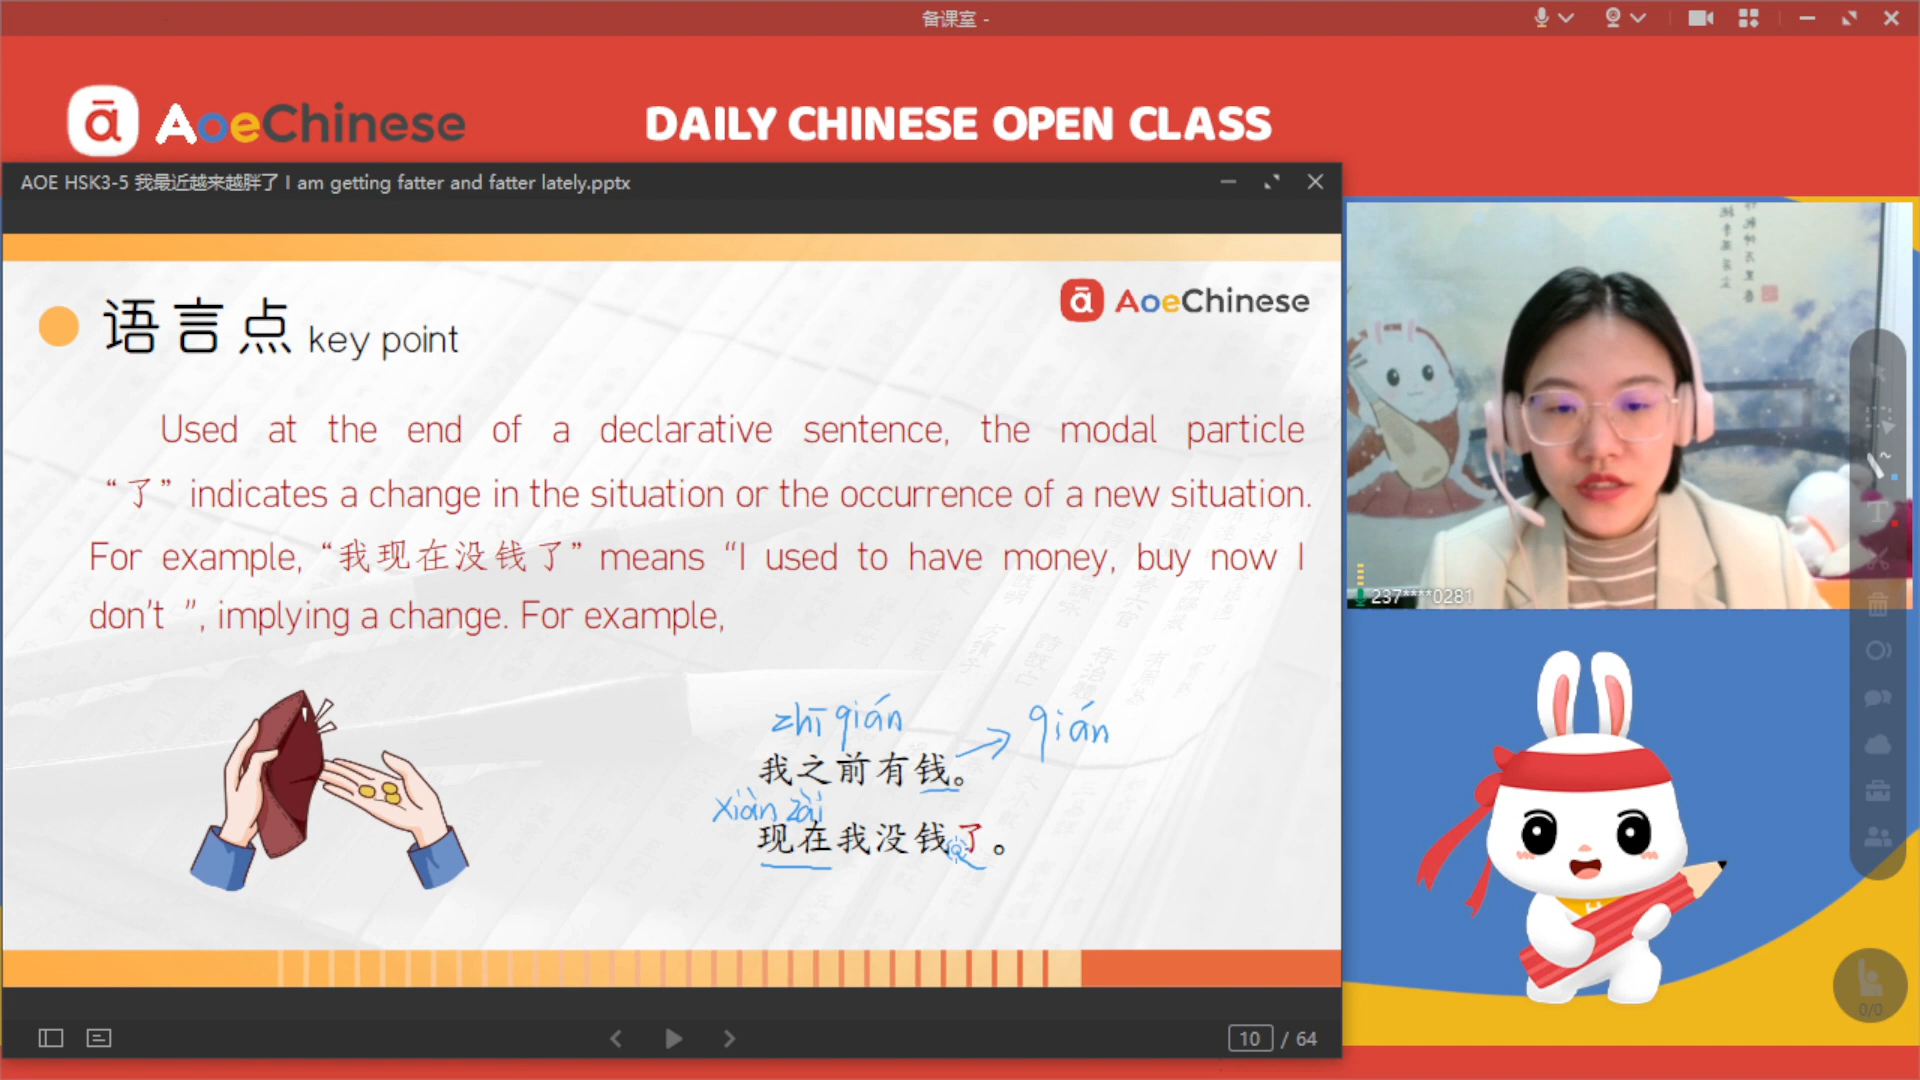 备课室 -
ā AoeChinese
DAILY CHINESE OPEN CLASS
AOE HSK3-5 我最近越来越胖了 I am getting fatter and fatter lately.pptx
ā AoeChinese
语言点 key point
Used at the end of a declarative sentence, the modal particle
“了” indicates a change in the situation or the occurrence of a new situation.
For example, “我现在没钱了” means “I used to have money, buy now I
don't ”, implying a change. For example,
zhī qián
qián
我之前有钱。
xiàn zài
现在我没钱了。
237****0281
10 / 64
0/0